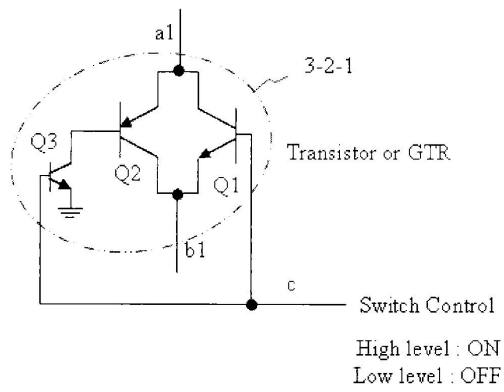 a1
3-2-1
Q3
Q2
Q1
Transistor or GTR
b1
c
Switch Control
High level : ON
Low level : OFF